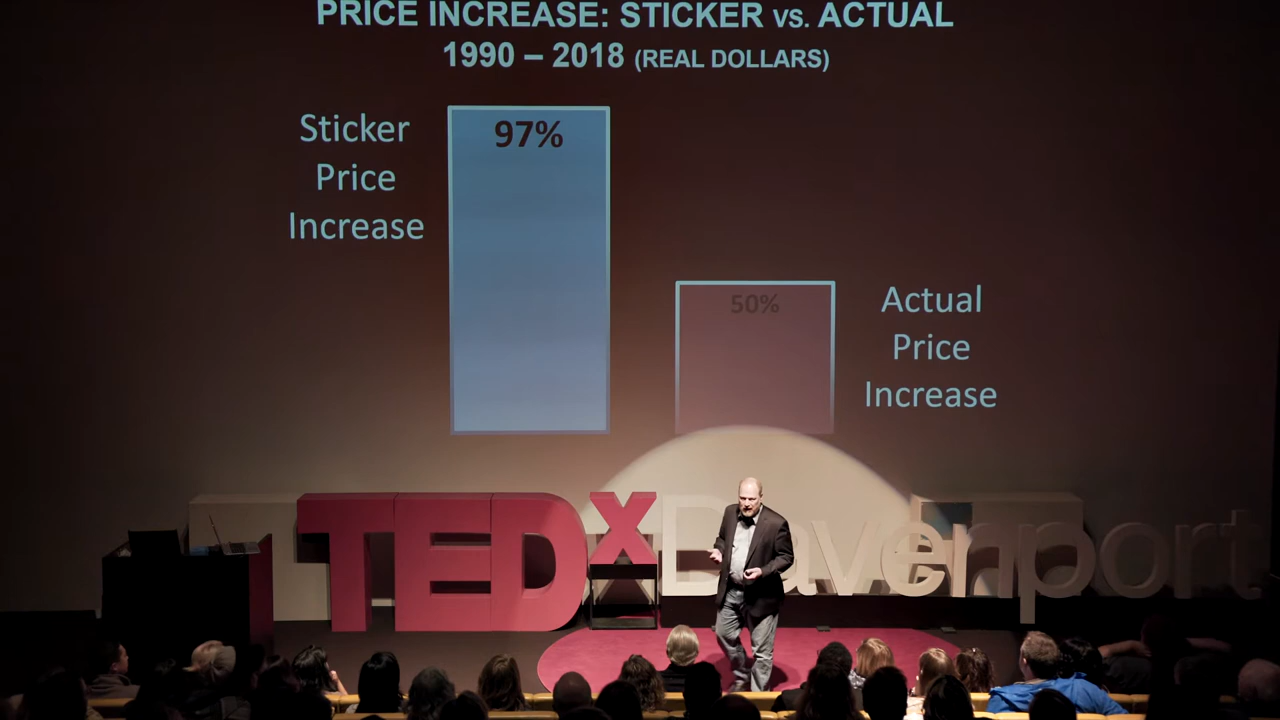 PRICE INCREASE: STICKER VS. ACTUAL
1990 – 2018 (REAL DOLLARS)
Sticker
Price
Increase
97%
50%
Actual
Price
Increase
TEDxDavenport